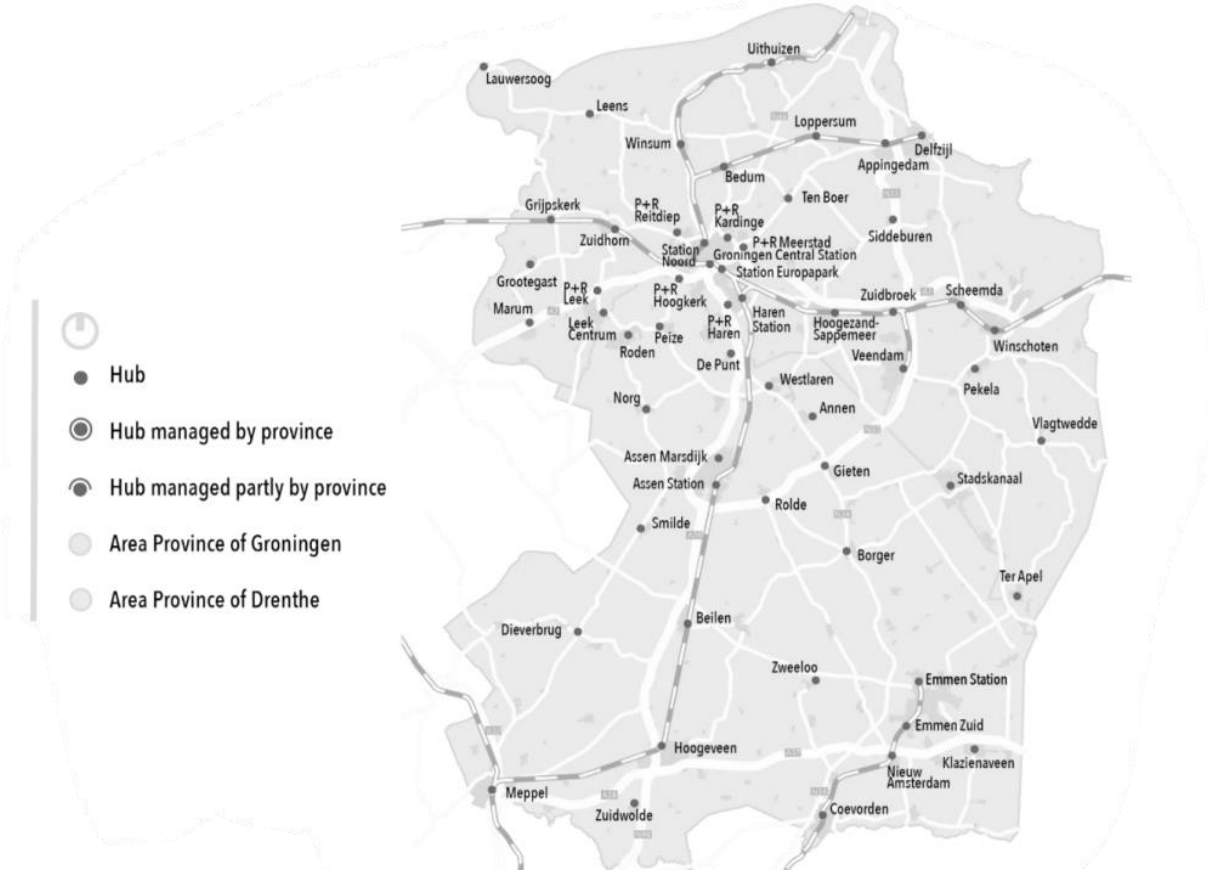 Hub
Hub managed by province
Hub managed partly by province
Area Province of Groningen
Area Province of Drenthe
Uithuizen
Lauwersoog
Leens
Loppersum
Winsum
Delfzijl
Appingedam
Bedum
Ten Boer
Grijpskerk
P+R
Reitdiep
P+R
Kardinge
Siddeburen
Zuidhorn
P+R Meerstad
Station
Noord
Groningen Central Station
Station Europapark
Grootegast
P+R
Leek
P+R
Hoogkerk
Zuidbroek
Scheemda
Marum
Leek
Centrum
Peize
P+R
Haren
Haren
Station
Hoogezand-
Sappemeer
Roden
Winschoten
De Punt
Veendam
Westlaren
Pekela
Norg
Annen
Vlagtwedde
Assen Marsdijk
Gieten
Assen Station
Stadskanaal
Rolde
Smilde
Borger
Ter Apel
Beilen
Dieverbrug
Zweeloo
Emmen Station
Emmen Zuid
Hoogeveen
Klazienaveen
Nieuw
Amsterdam
Meppel
Zuidwolde
Coevorden